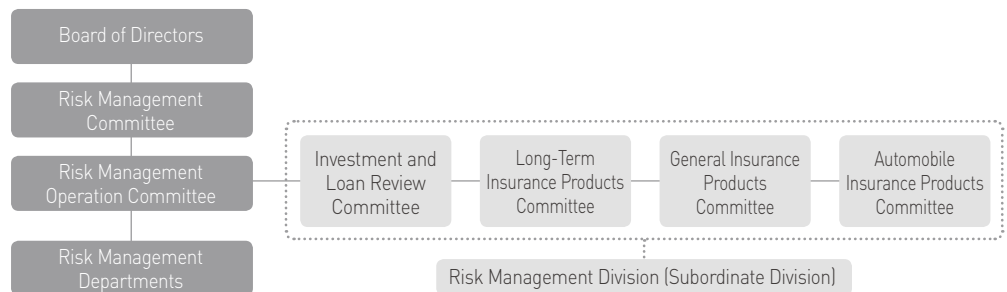 Board of Directors
Risk Management
Committee
Risk Management
Operation Committee
Risk Management
Departments
Investment and
Loan Review
Committee
Long-Term
Insurance Products
Committee
General Insurance
Products
Committee
Automobile
Insurance Products
Committee
Risk Management Division (Subordinate Division)